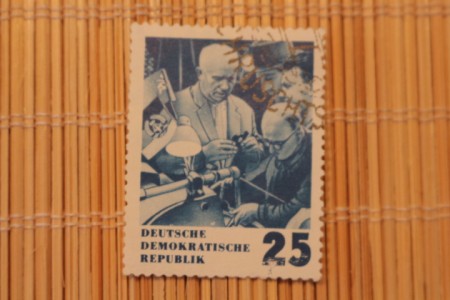 DEUTSCHE
DEMOKRATISCHE
REPUBLIK
25